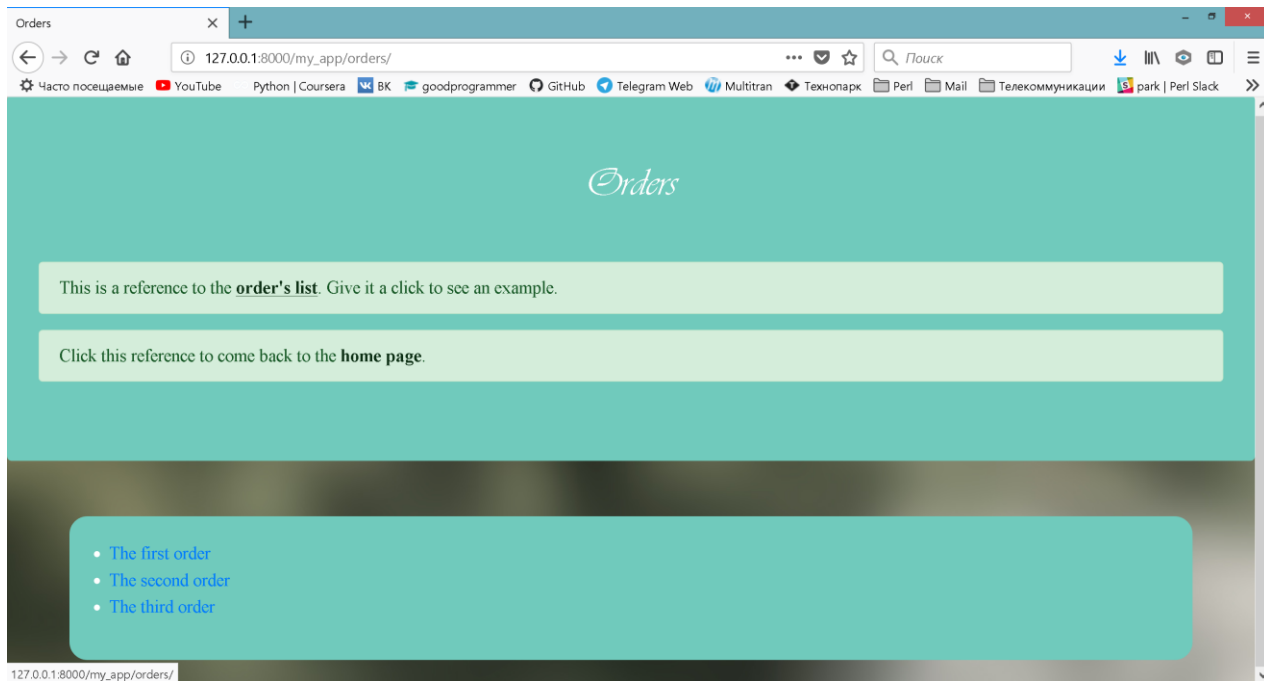 Orders
127.0.0.1:8000/my_app/orders/
Поиск
Часто посещаемые YouTube Python | Coursera ВК goodprogrammer GitHub Telegram Web Multitran Технопарк Perl Mail Телекоммуникации park | Perl Slack
Orders
This is a reference to the order's list. Give it a click to see an example.
Click this reference to come back to the home page.
The first order
The second order
The third order
127.0.0.1:8000/my_app/orders/